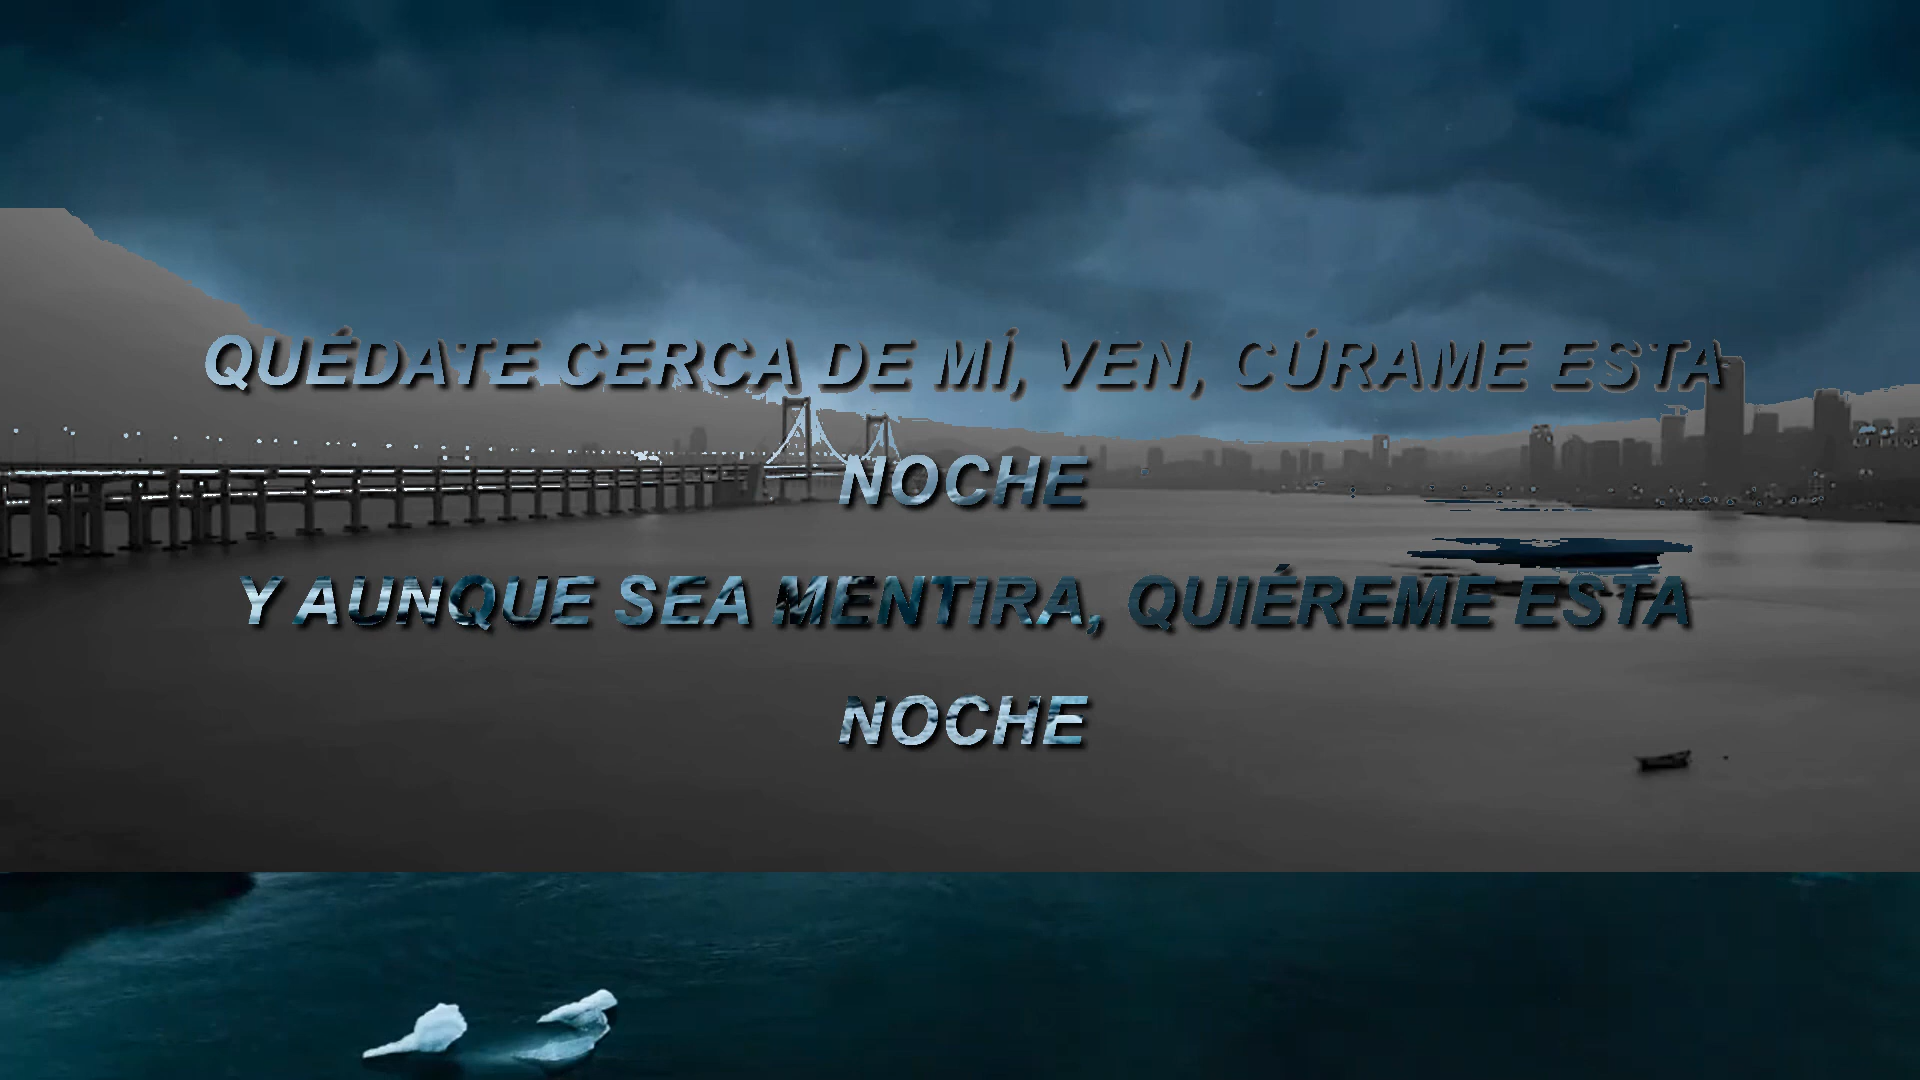 QUÉDATE CERCA DE MÍ, VEN, CÚRAME ESTA
NOCHE
Y AUNQUE SEA MENTIRA, QUIÉREME ESTA
NOCHE